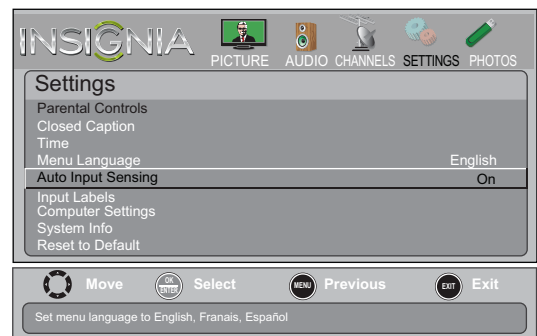 INSIGNIA
PICTURE AUDIO CHANNELS SETTINGS PHOTOS
Settings
Parental Controls
Closed Caption
Time
Menu Language English
Auto Input Sensing On
Input Labels
Computer Settings
System Info
Reset to Default
Move OK ENTER Select MENU Previous EXIT Exit
Set menu language to English, Franais, Español